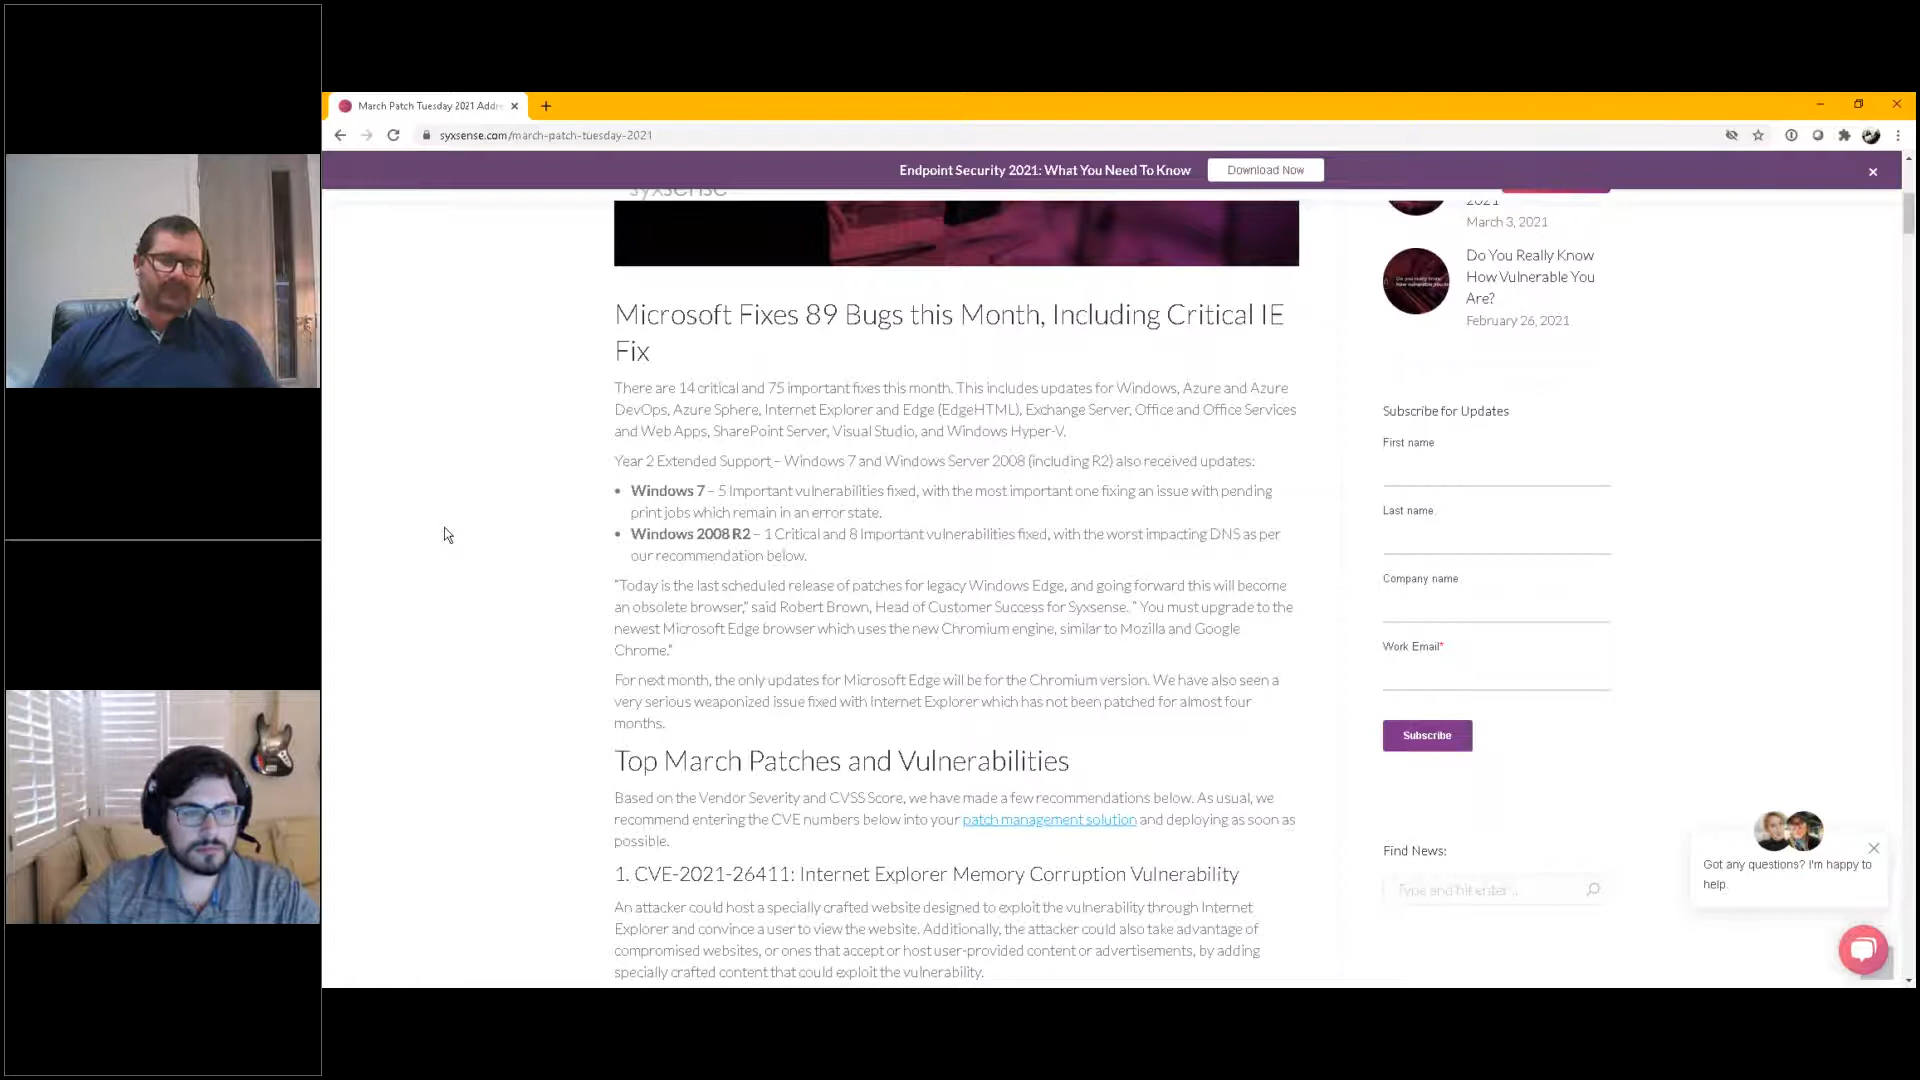 March Patch Tuesday 2021 Addre
syxsense.com/march-patch-tuesday-2021
Endpoint Security 2021: What You Need To Know
Download Now
syxsense
2021
March 3, 2021
Do You Really Know
How Vulnerable You
Are?
February 26, 2021
Microsoft Fixes 89 Bugs this Month, Including Critical IE
Fix
There are 14 critical and 75 important fixes this month. This includes updates for Windows, Azure and Azure
DevOps, Azure Sphere, Internet Explorer and Edge (EdgeHTML), Exchange Server, Office and Office Services
and Web Apps, SharePoint Server, Visual Studio, and Windows Hyper-V.
Year 2 Extended Support – Windows 7 and Windows Server 2008 (including R2) also received updates:
• Windows 7 – 5 Important vulnerabilities fixed, with the most important one fixing an issue with pending
print jobs which remain in an error state.
• Windows 2008 R2 – 1 Critical and 8 Important vulnerabilities fixed, with the worst impacting DNS as per
our recommendation below.
"Today is the last scheduled release of patches for legacy Windows Edge, and going forward this will become
an obsolete browser," said Robert Brown, Head of Customer Success for Syxsense. " You must upgrade to the
newest Microsoft Edge browser which uses the new Chromium engine, similar to Mozilla and Google
Chrome."
For next month, the only updates for Microsoft Edge will be for the Chromium version. We have also seen a
very serious weaponized issue fixed with Internet Explorer which has not been patched for almost four
months.
Top March Patches and Vulnerabilities
Based on the Vendor Severity and CVSS Score, we have made a few recommendations below. As usual, we
recommend entering the CVE numbers below into your patch management solution and deploying as soon as
possible.
1. CVE-2021-26411: Internet Explorer Memory Corruption Vulnerability
An attacker could host a specially crafted website designed to exploit the vulnerability through Internet
Explorer and convince a user to view the website. Additionally, the attacker could also take advantage of
compromised websites, or ones that accept or host user-provided content or advertisements, by adding
specially crafted content that could exploit the vulnerability.
Subscribe for Updates
First name
Last name
Company name
Work Email*
Subscribe
Find News:
Type and hit enter ..
Got any questions? I'm happy to
help.